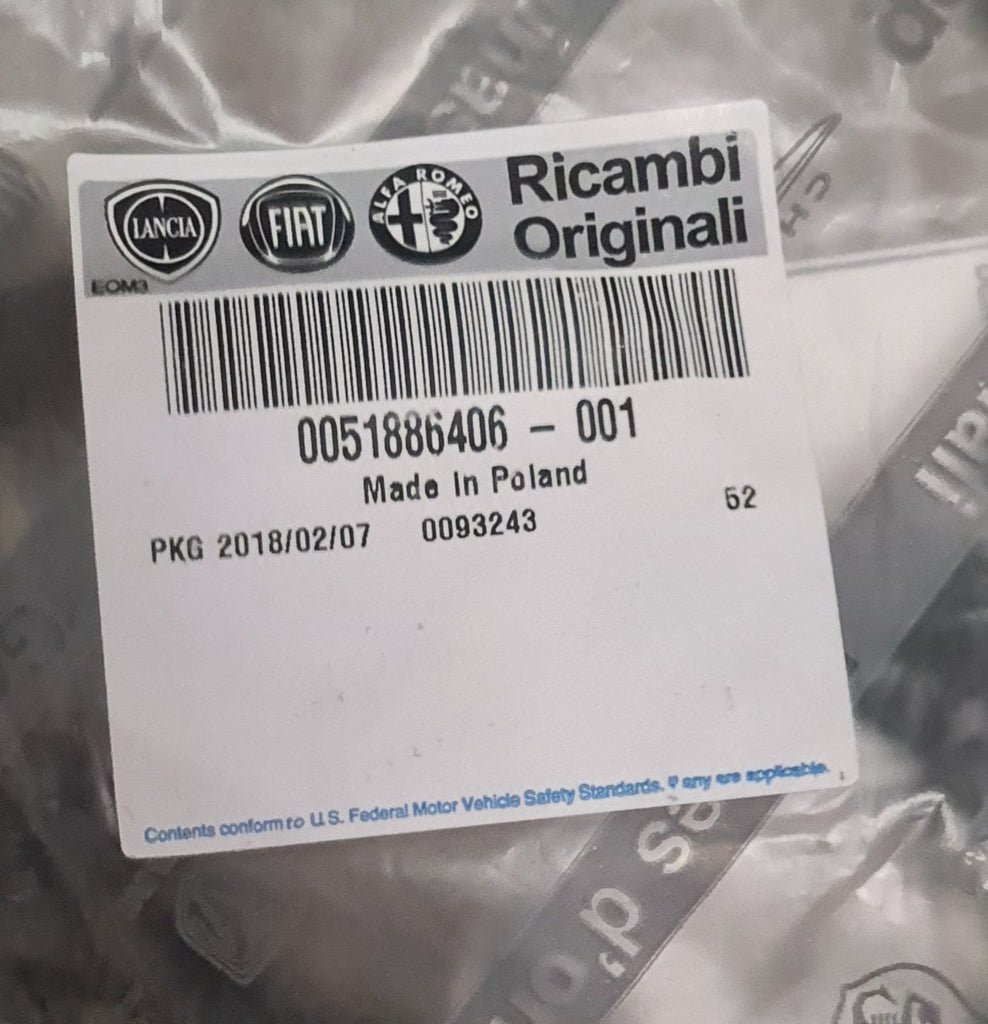 LANCIA
FIAT
ALFA ROMEO
Ricambi
Originali
EOM3
0051886406 - 001
Made in Poland
PKG 2018/02/07 0093243 52
Contents conform to U.S. Federal Motor Vehicle Safety Standards. if any are applicable.